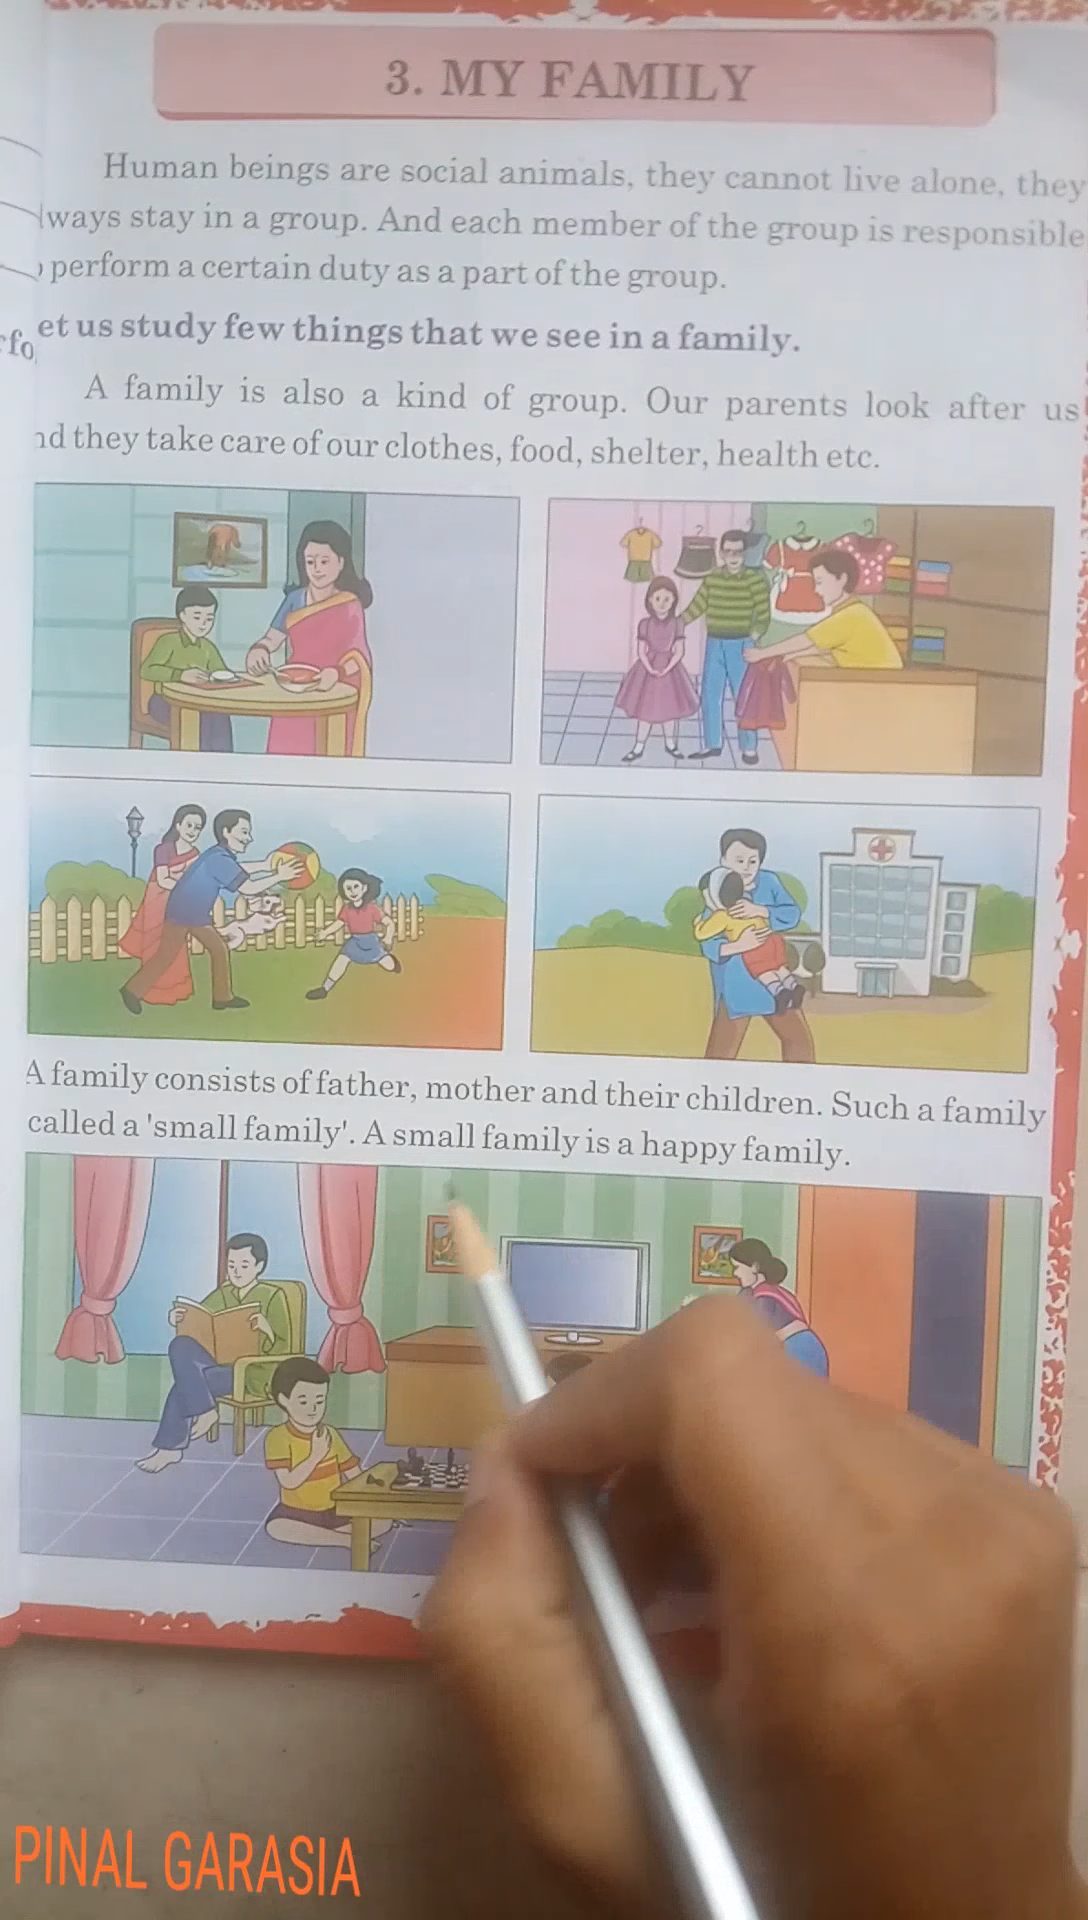 3. MY FAMILY
Human beings are social animals, they cannot live alone, they
lways stay in a group. And each member of the group is responsible
perform a certain duty as a part of the group.
et us study few things that we see in a family.
fo
A family is also a kind of group. Our parents look after us
nd they take care of our clothes, food, shelter, health etc.
A family consists of father, mother and their children. Such a family
called a 'small family'. A small family is a happy family.
PINAL GARASIA